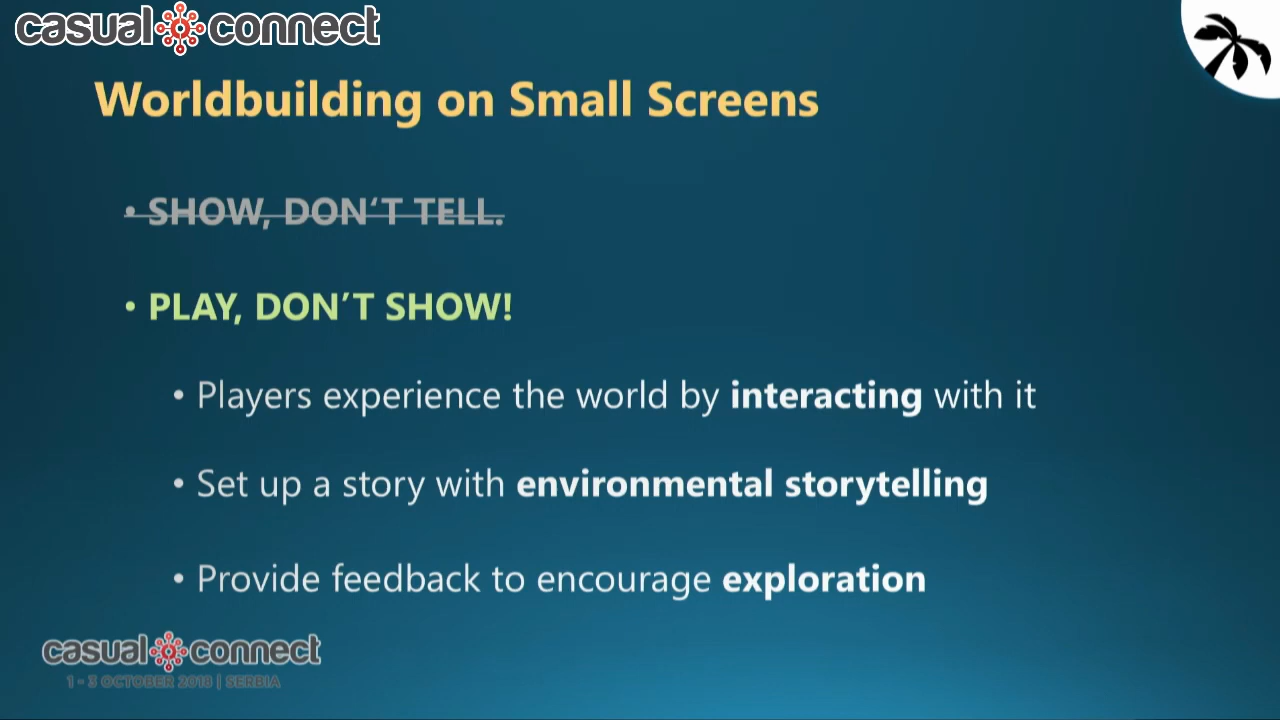 casual connect
Worldbuilding on Small Screens
• SHOW, DON‘T TELL.
• PLAY, DON’T SHOW!
• Players experience the world by interacting with it
• Set up a story with environmental storytelling
• Provide feedback to encourage exploration
casual connect
1 - 3 OCTOBER 2018 | SERBIA